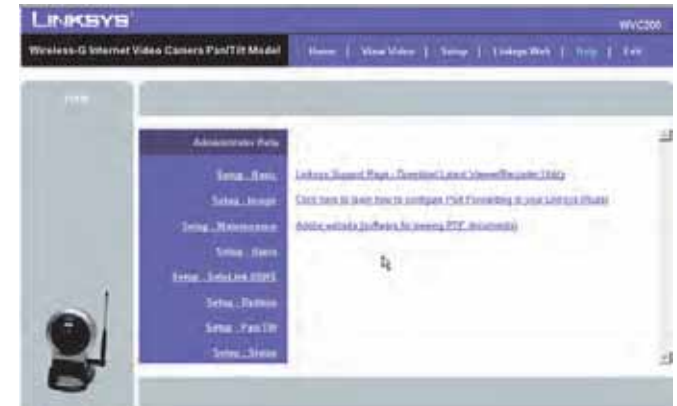 LINKSYS
WVC200
Wireless-G Internet Video Camera Pan/Tilt Model
Home | View Video | Setup | Linksys Web | Help | Exit
HELP
Administrator Help
Setup - Basic
Linksys Support Page - Download Latest Viewer/Recorder Utility
Setup - Image
Click here to learn how to configure Port Forwarding in your Linksys Router
Setup - Maintenance
Adobe website (software for viewing PDF documents)
Setup - Users
Setup - SoloLink DDNS
Setup - Options
Setup - Pan/Tilt
Setup - Status